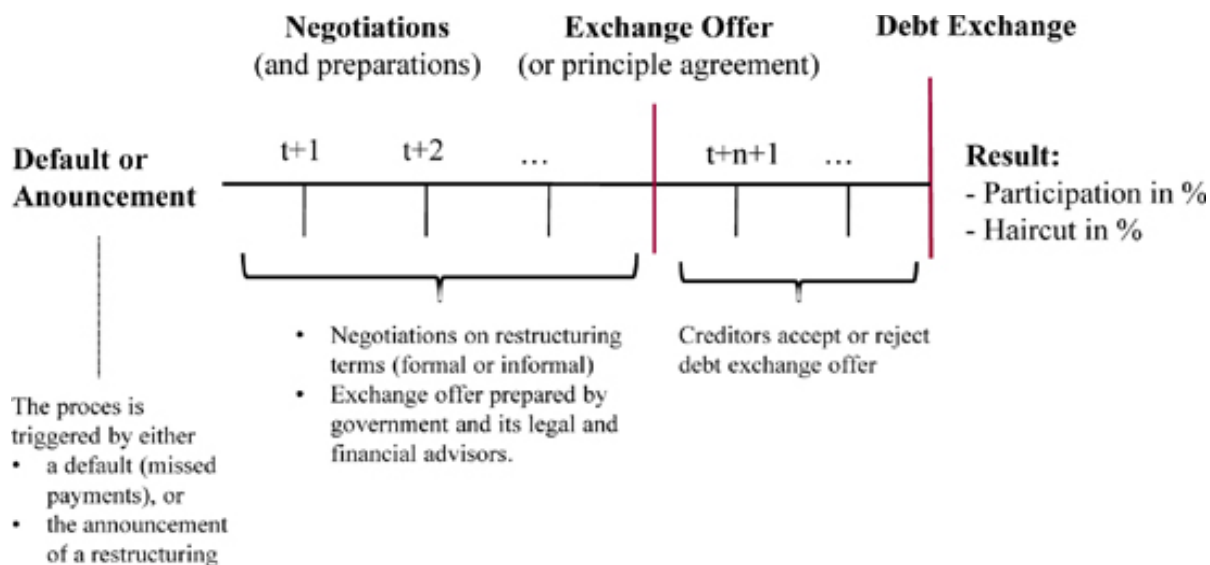 Negotiations
(and preparations)
Exchange Offer
(or principle agreement)
Debt Exchange
Default or
Anouncement
t+1
t+2
...
t+n+1
...
Result:
- Participation in %
- Haircut in %
The proces is
triggered by either
• a default (missed
payments), or
• the announcement
of a restructuring
• Negotiations on restructuring
terms (formal or informal)
• Exchange offer prepared by
government and its legal and
financial advisors.
Creditors accept or reject
debt exchange offer